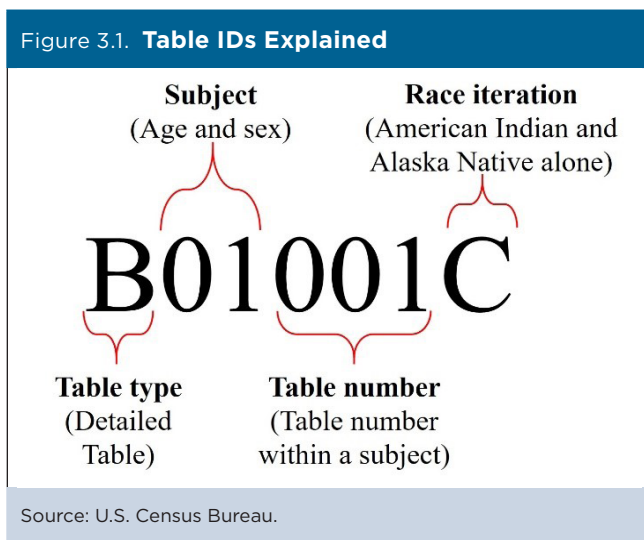 Figure 3.1. Table IDs Explained
Subject
(Age and sex)
Race iteration
(American Indian and
Alaska Native alone)
B01001C
Table type
(Detailed
Table)
Table number
(Table number
within a subject)
Source: U.S. Census Bureau.